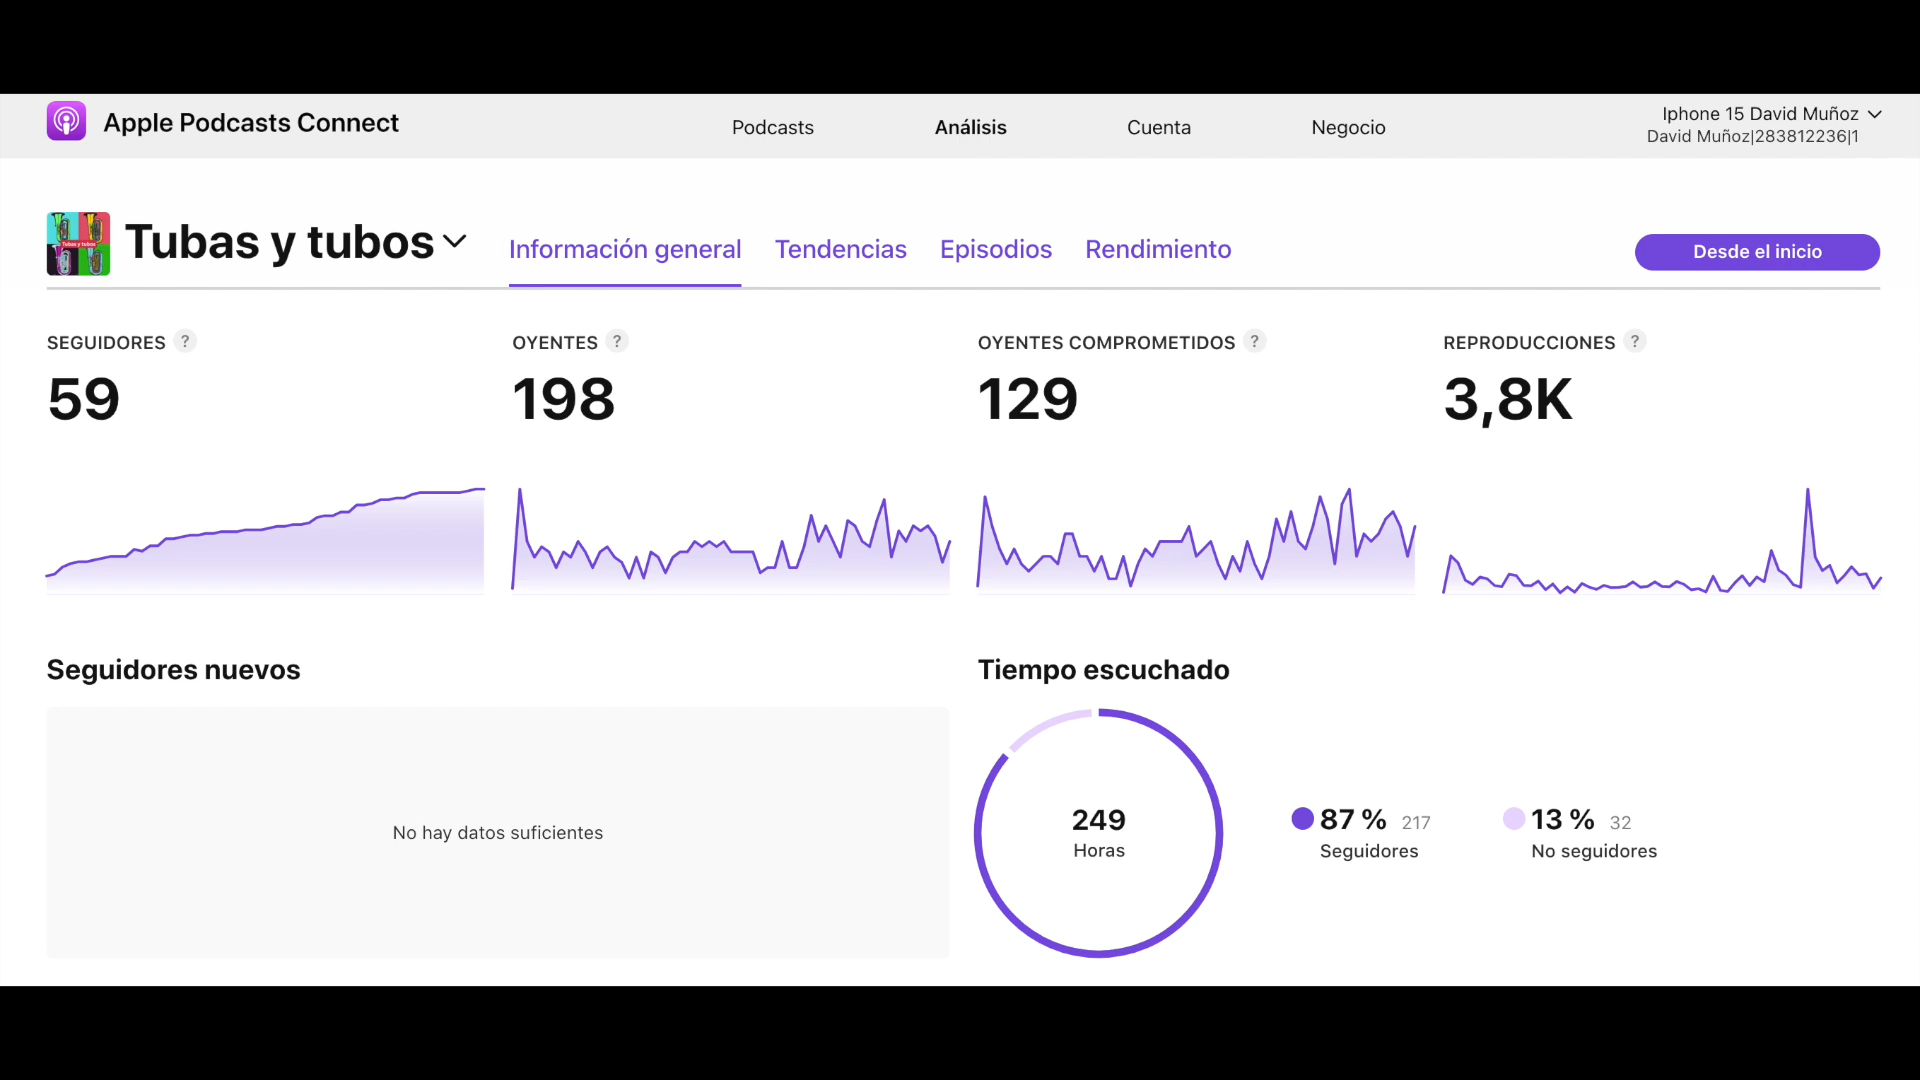 Apple Podcasts Connect
Podcasts
Análisis
Cuenta
Negocio
Iphone 15 David Muñoz
David Muñoz|283812236|1
Tubas y tubos
Tubas y tubos
Información general
Tendencias
Episodios
Rendimiento
Desde el inicio
SEGUIDORES ?
59
OYENTES ?
198
OYENTES COMPROMETIDOS ?
129
REPRODUCCIONES ?
3,8K
Seguidores nuevos
No hay datos suficientes
Tiempo escuchado
249
Horas
87 % 217
Seguidores
13 % 32
No seguidores